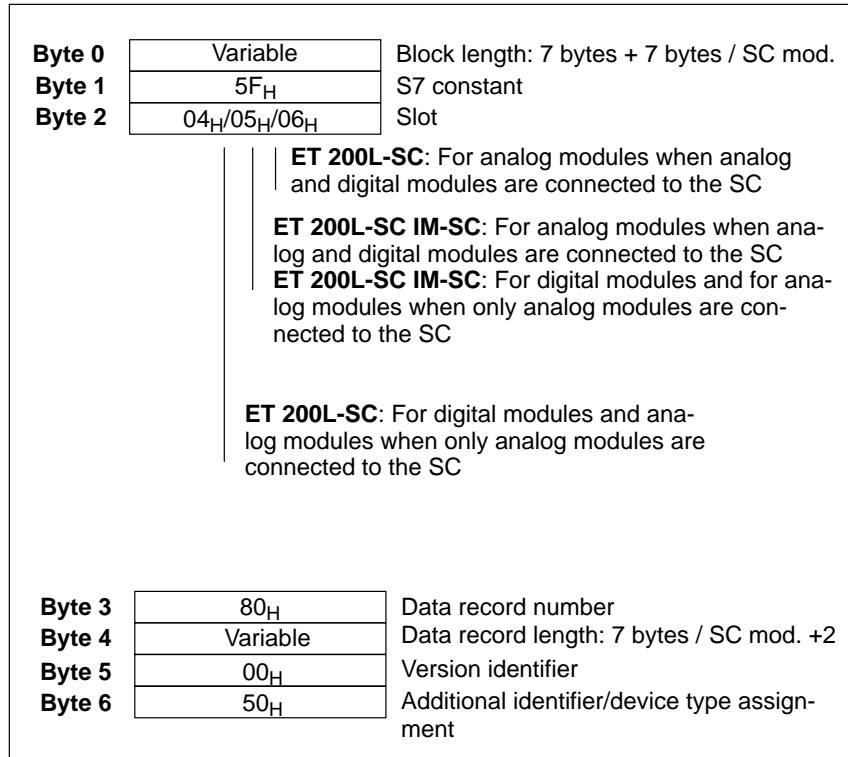 Byte 0 Variable Block length: 7 bytes + 7 bytes / SC mod.
Byte 1 5FH S7 constant
Byte 2 04H/05H/06H Slot
ET 200L-SC: For analog modules when analog
and digital modules are connected to the SC
ET 200L-SC IM-SC: For analog modules when ana-
log and digital modules are connected to the SC
ET 200L-SC IM-SC: For digital modules and for ana-
log modules when only analog modules are con-
nected to the SC
ET 200L-SC: For digital modules and ana-
log modules when only analog modules are
connected to the SC
Byte 3 80H Data record number
Byte 4 Variable Data record length: 7 bytes / SC mod. +2
Byte 5 00H Version identifier
Byte 6 50H Additional identifier/device type assign-
ment